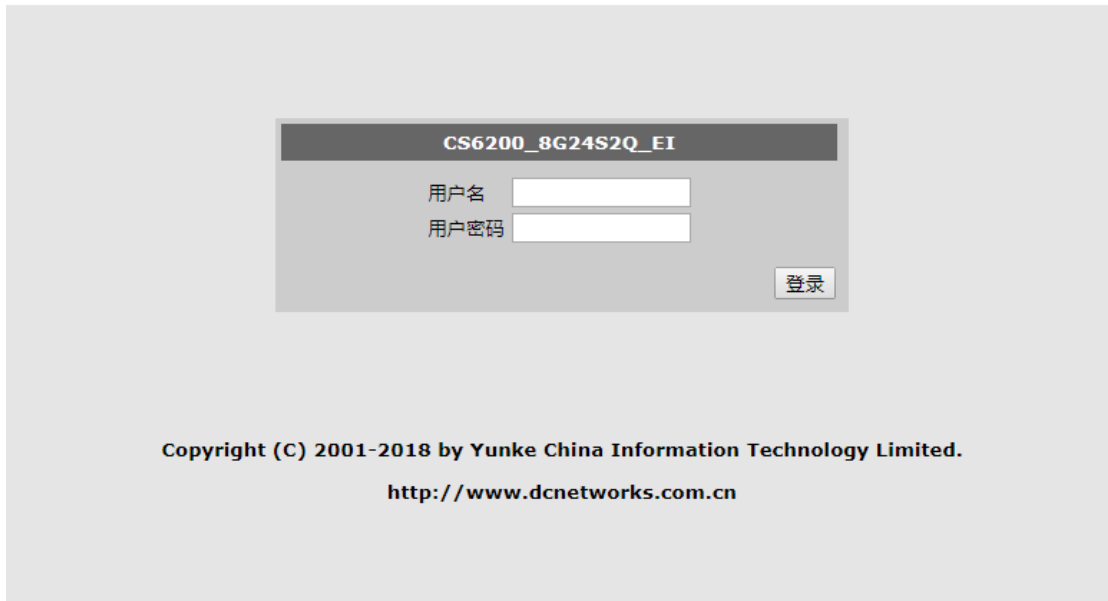 CS6200_8G24S2Q_EI
用户名
用户密码
登录
Copyright (C) 2001-2018 by Yunke China Information Technology Limited.
http://www.dcnetworks.com.cn